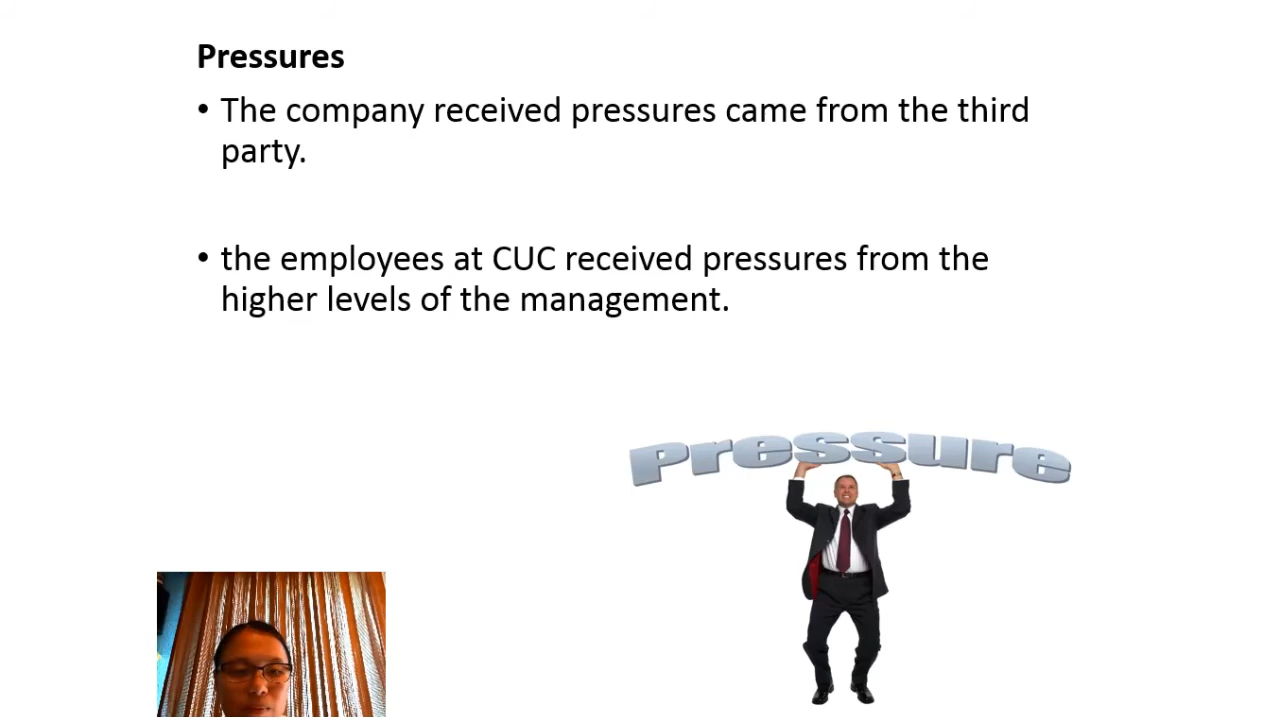 Pressures
• The company received pressures came from the third
party.
• the employees at CUC received pressures from the
higher levels of the management.
Pressure